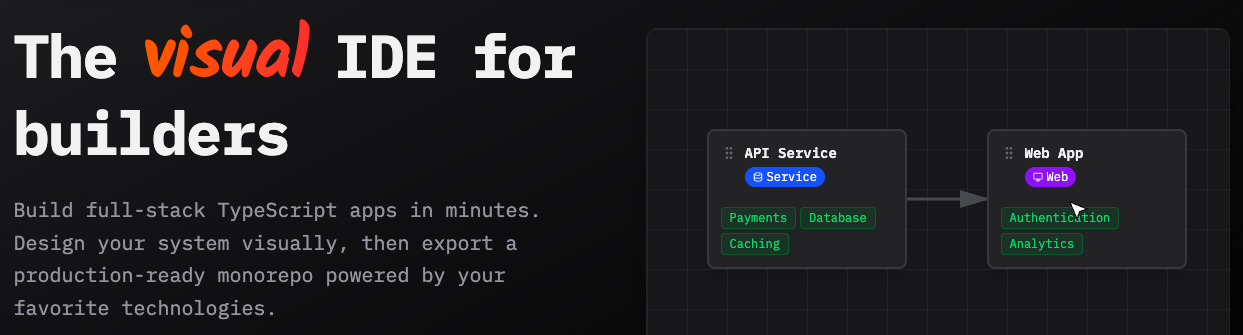 The visual IDE for
builders
Build full-stack TypeScript apps in minutes.
Design your system visually, then export a
production-ready monorepo powered by your
favorite technologies.
API Service
Service
Payments Database
Caching
Web App
Web
Authentication
Analytics